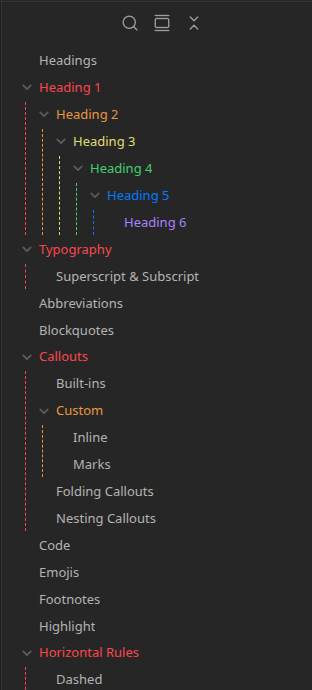 Headings
Heading 1
Heading 2
Heading 3
Heading 4
Heading 5
Heading 6
Typography
Superscript & Subscript
Abbreviations
Blockquotes
Callouts
Built-ins
Custom
Inline
Marks
Folding Callouts
Nesting Callouts
Code
Emojis
Footnotes
Highlight
Horizontal Rules
Dashed